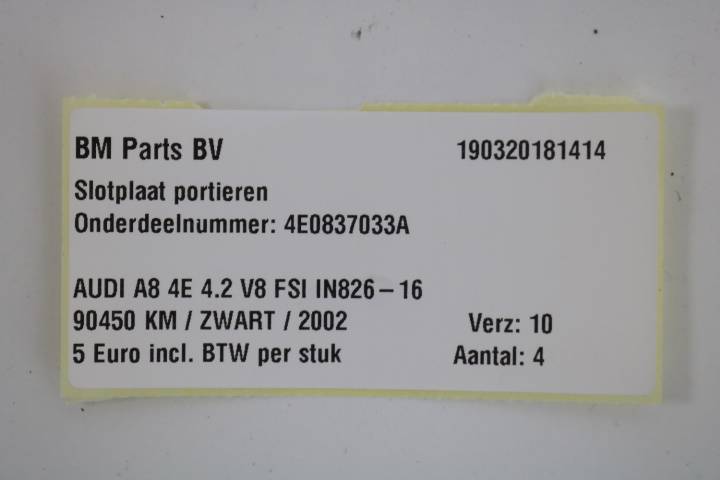 BM Parts BV 190320181414
Slotplaat portieren
Onderdeelnummer: 4E0837033A
AUDI A8 4E 4.2 V8 FSI IN826-16
90450 KM / ZWART / 2002 Verz: 10
5 Euro incl. BTW per stuk Aantal: 4